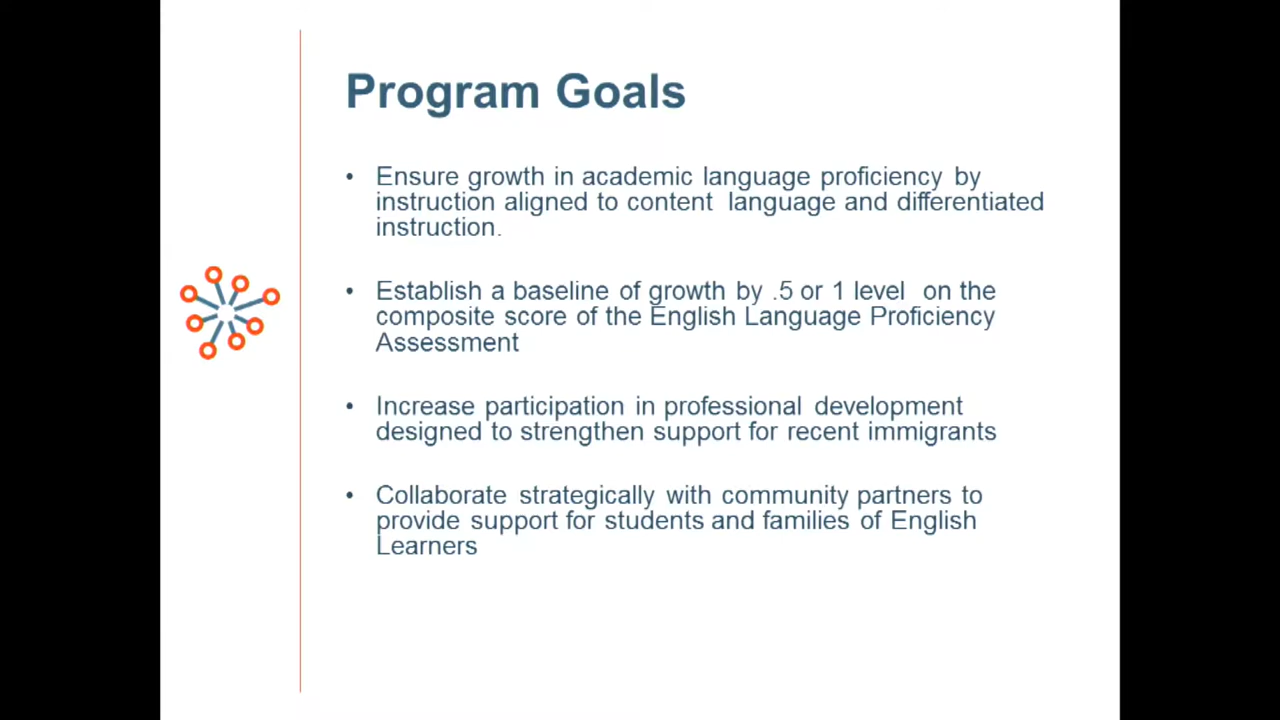 Program Goals
• Ensure growth in academic language proficiency by
instruction aligned to content language and differentiated
instruction.
• Establish a baseline of growth by .5 or 1 level on the
composite score of the English Language Proficiency
Assessment
• Increase participation in professional development
designed to strengthen support for recent immigrants
• Collaborate strategically with community partners to
provide support for students and families of English
Learners